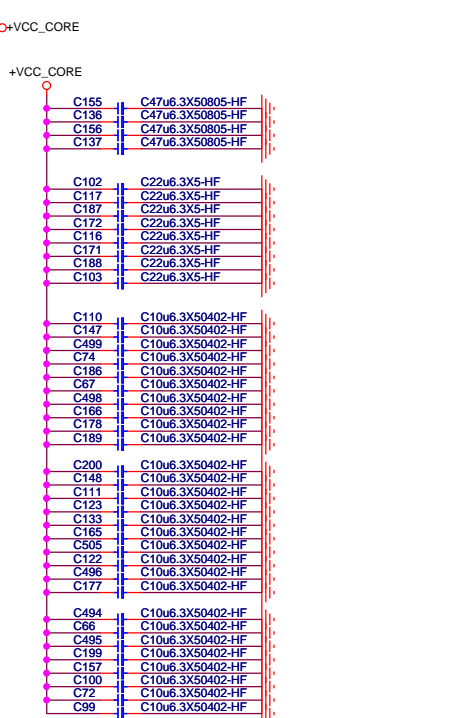 +VCC_CORE
+VCC_CORE
C155 C47u6.3X50805-HF
C136 C47u6.3X50805-HF
C156 C47u6.3X50805-HF
C137 C47u6.3X50805-HF
C102 C22u6.3X5-HF
C117 C22u6.3X5-HF
C187 C22u6.3X5-HF
C172 C22u6.3X5-HF
C116 C22u6.3X5-HF
C171 C22u6.3X5-HF
C188 C22u6.3X5-HF
C103 C22u6.3X5-HF
C110 C10u6.3X50402-HF
C147 C10u6.3X50402-HF
C499 C10u6.3X50402-HF
C74 C10u6.3X50402-HF
C186 C10u6.3X50402-HF
C67 C10u6.3X50402-HF
C498 C10u6.3X50402-HF
C166 C10u6.3X50402-HF
C178 C10u6.3X50402-HF
C189 C10u6.3X50402-HF
C200 C10u6.3X50402-HF
C148 C10u6.3X50402-HF
C111 C10u6.3X50402-HF
C123 C10u6.3X50402-HF
C133 C10u6.3X50402-HF
C165 C10u6.3X50402-HF
C505 C10u6.3X50402-HF
C122 C10u6.3X50402-HF
C496 C10u6.3X50402-HF
C177 C10u6.3X50402-HF
C494 C10u6.3X50402-HF
C66 C10u6.3X50402-HF
C495 C10u6.3X50402-HF
C199 C10u6.3X50402-HF
C157 C10u6.3X50402-HF
C100 C10u6.3X50402-HF
C72 C10u6.3X50402-HF
C99 C10u6.3X50402-HF